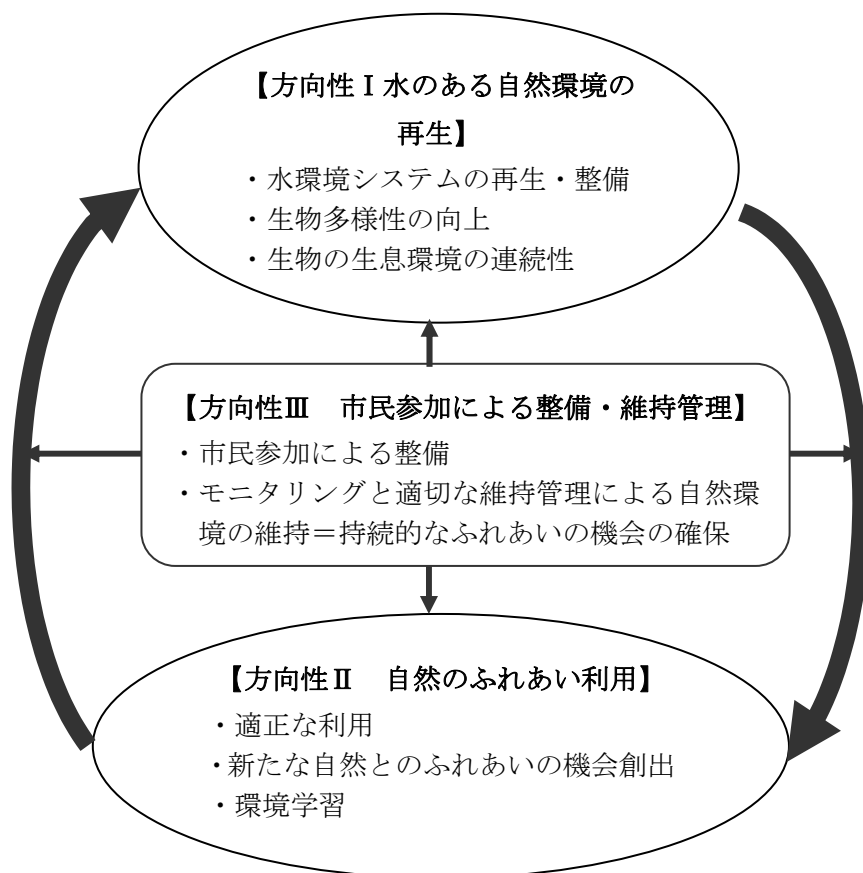 【方向性Ⅰ水のある自然環境の
再生】
・水環境システムの再生・整備
・生物多様性の向上
・生物の生息環境の連続性
【方向性Ⅲ　市民参加による整備・維持管理】
・市民参加による整備
・モニタリングと適切な維持管理による自然環
境の維持＝持続的なふれあいの機会の確保
【方向性Ⅱ　自然のふれあい利用】
・適正な利用
・新たな自然とのふれあいの機会創出
・環境学習